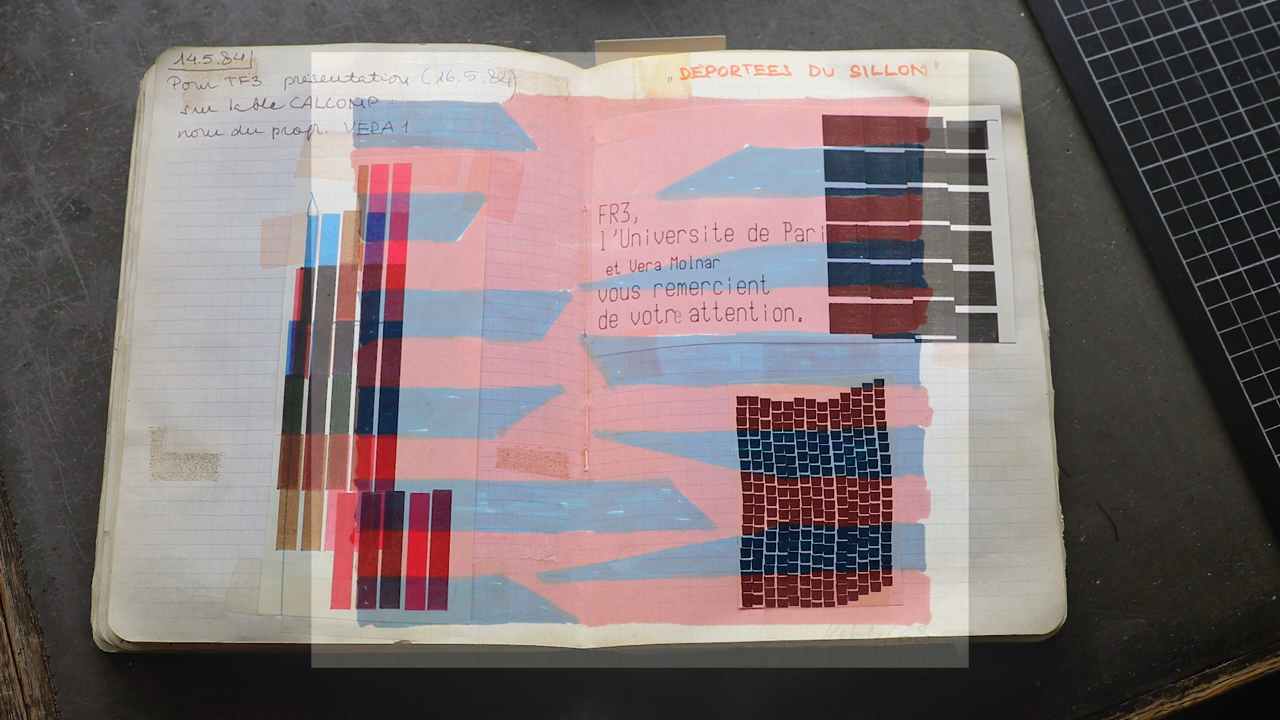 14.5.84
Pour TF3 présentation (16.5.84)
sur table CALCOMP
nom du progr. VERA 1
"DEPORTEES DU SILLON"
FR3,
l'Universite de Pari
et Vera Molnar
vous remercient
de votre attention.